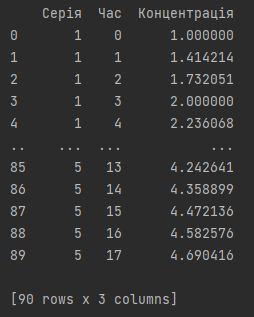 Серія Час Концентрація
0 1 0 1.000000
1 1 1 1.414214
2 1 2 1.732051
3 1 3 2.000000
4 1 4 2.236068
.. ... ... ...
85 5 13 4.242641
86 5 14 4.358899
87 5 15 4.472136
88 5 16 4.582576
89 5 17 4.690416
[90 rows x 3 columns]